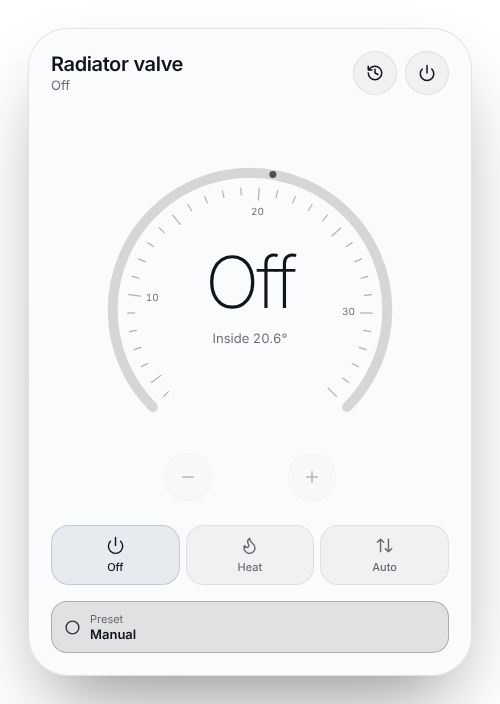 Radiator valve
Off
20
10
30
Off
Inside 20.6°
Off
Heat
Auto
Preset
Manual